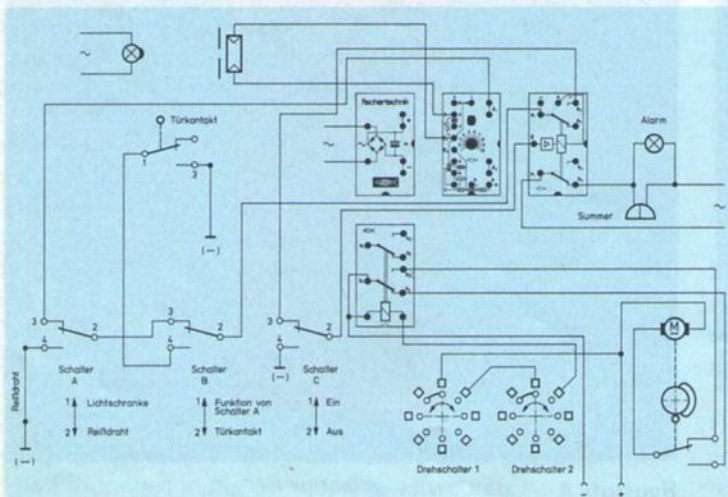 ~
fischertechnik
Türkontakt
1
3
(—)
~
~
Alarm
Summer
~
3
2
4
Schalter
A
1 Lichtschranke
2 Reißdraht
Reißdraht
(—)
3
2
4
Schalter
B
1 Funktion von
Schalter A
2 Türkontakt
3
2
4
(—)
Schalter
C
1 Ein
2 Aus
M
Drehschalter 1
Drehschalter 2